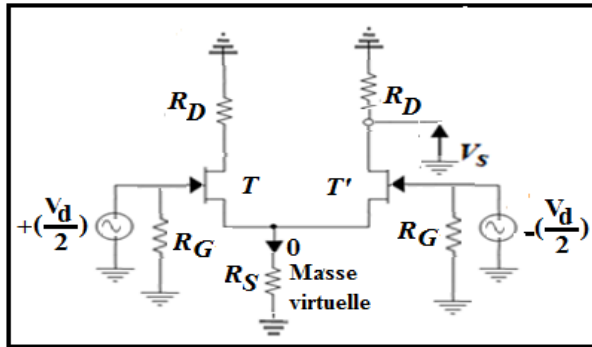 R_D
R_D
V_s
T
T'
+(V_d/2)
R_G
0
R_G
-(V_d/2)
R_S
Masse
virtuelle